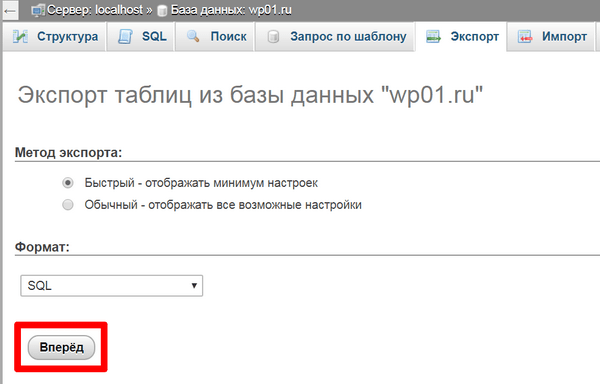 Сервер: localhost » База данных: wp01.ru
Структура SQL Поиск Запрос по шаблону Экспорт Импорт
Экспорт таблиц из базы данных "wp01.ru"
Метод экспорта:
Быстрый - отображать минимум настроек
Обычный - отображать все возможные настройки
Формат:
SQL
Вперёд